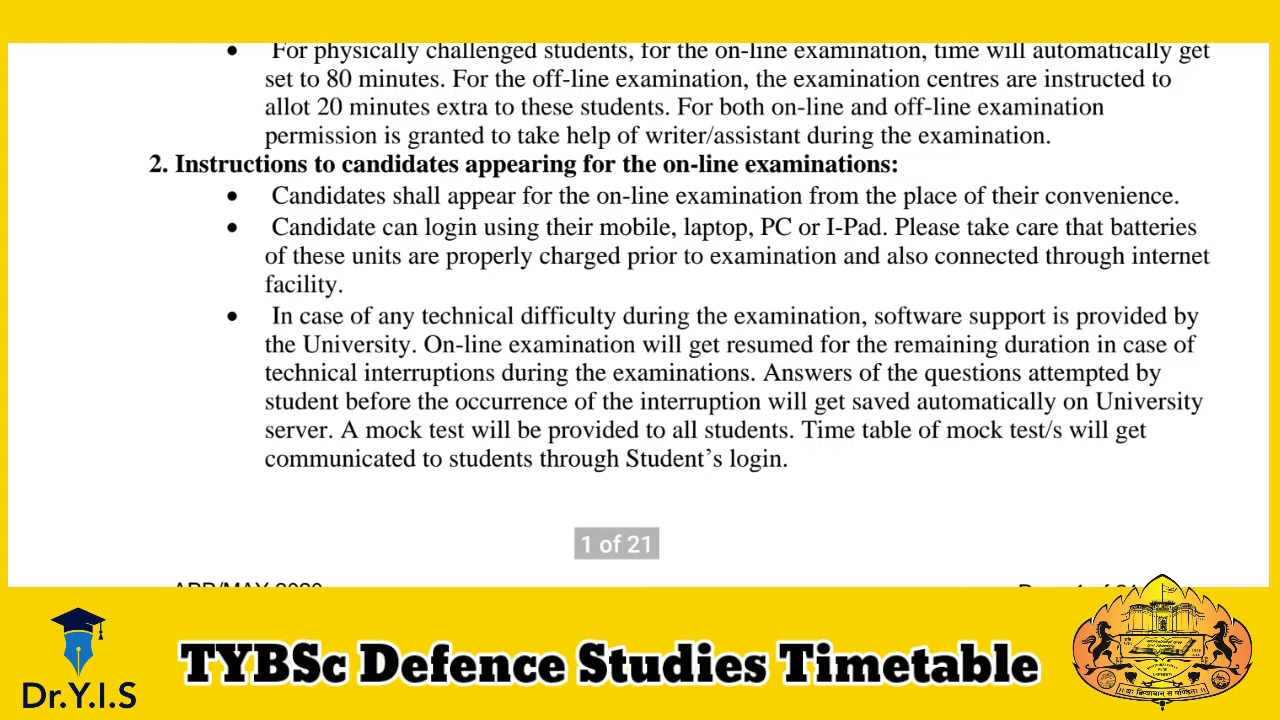 • For physically challenged students, for the on-line examination, time will automatically get
set to 80 minutes. For the off-line examination, the examination centres are instructed to
allot 20 minutes extra to these students. For both on-line and off-line examination
permission is granted to take help of writer/assistant during the examination.
2. Instructions to candidates appearing for the on-line examinations:
• Candidates shall appear for the on-line examination from the place of their convenience.
• Candidate can login using their mobile, laptop, PC or I-Pad. Please take care that batteries
of these units are properly charged prior to examination and also connected through internet
facility.
• In case of any technical difficulty during the examination, software support is provided by
the University. On-line examination will get resumed for the remaining duration in case of
technical interruptions during the examinations. Answers of the questions attempted by
student before the occurrence of the interruption will get saved automatically on University
server. A mock test will be provided to all students. Time table of mock test/s will get
communicated to students through Student's login.
1 of 21
APR/MAY 2020
TYBSc Defence Studies Timetable
Dr.Y.I.S